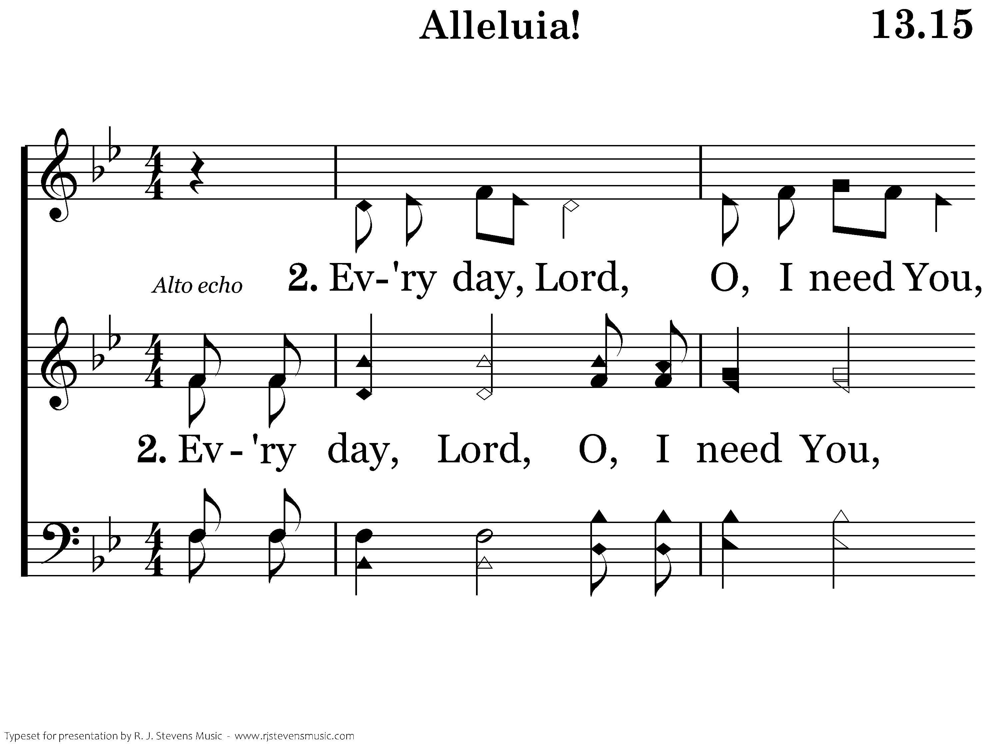 Alleluia! 13.15
2. Ev-'ry day, Lord, O, I need You,
Alto echo
2. Ev - 'ry day, Lord, O, I need You,
Typeset for presentation by R. J. Stevens Music - www.rjstevensmusic.com